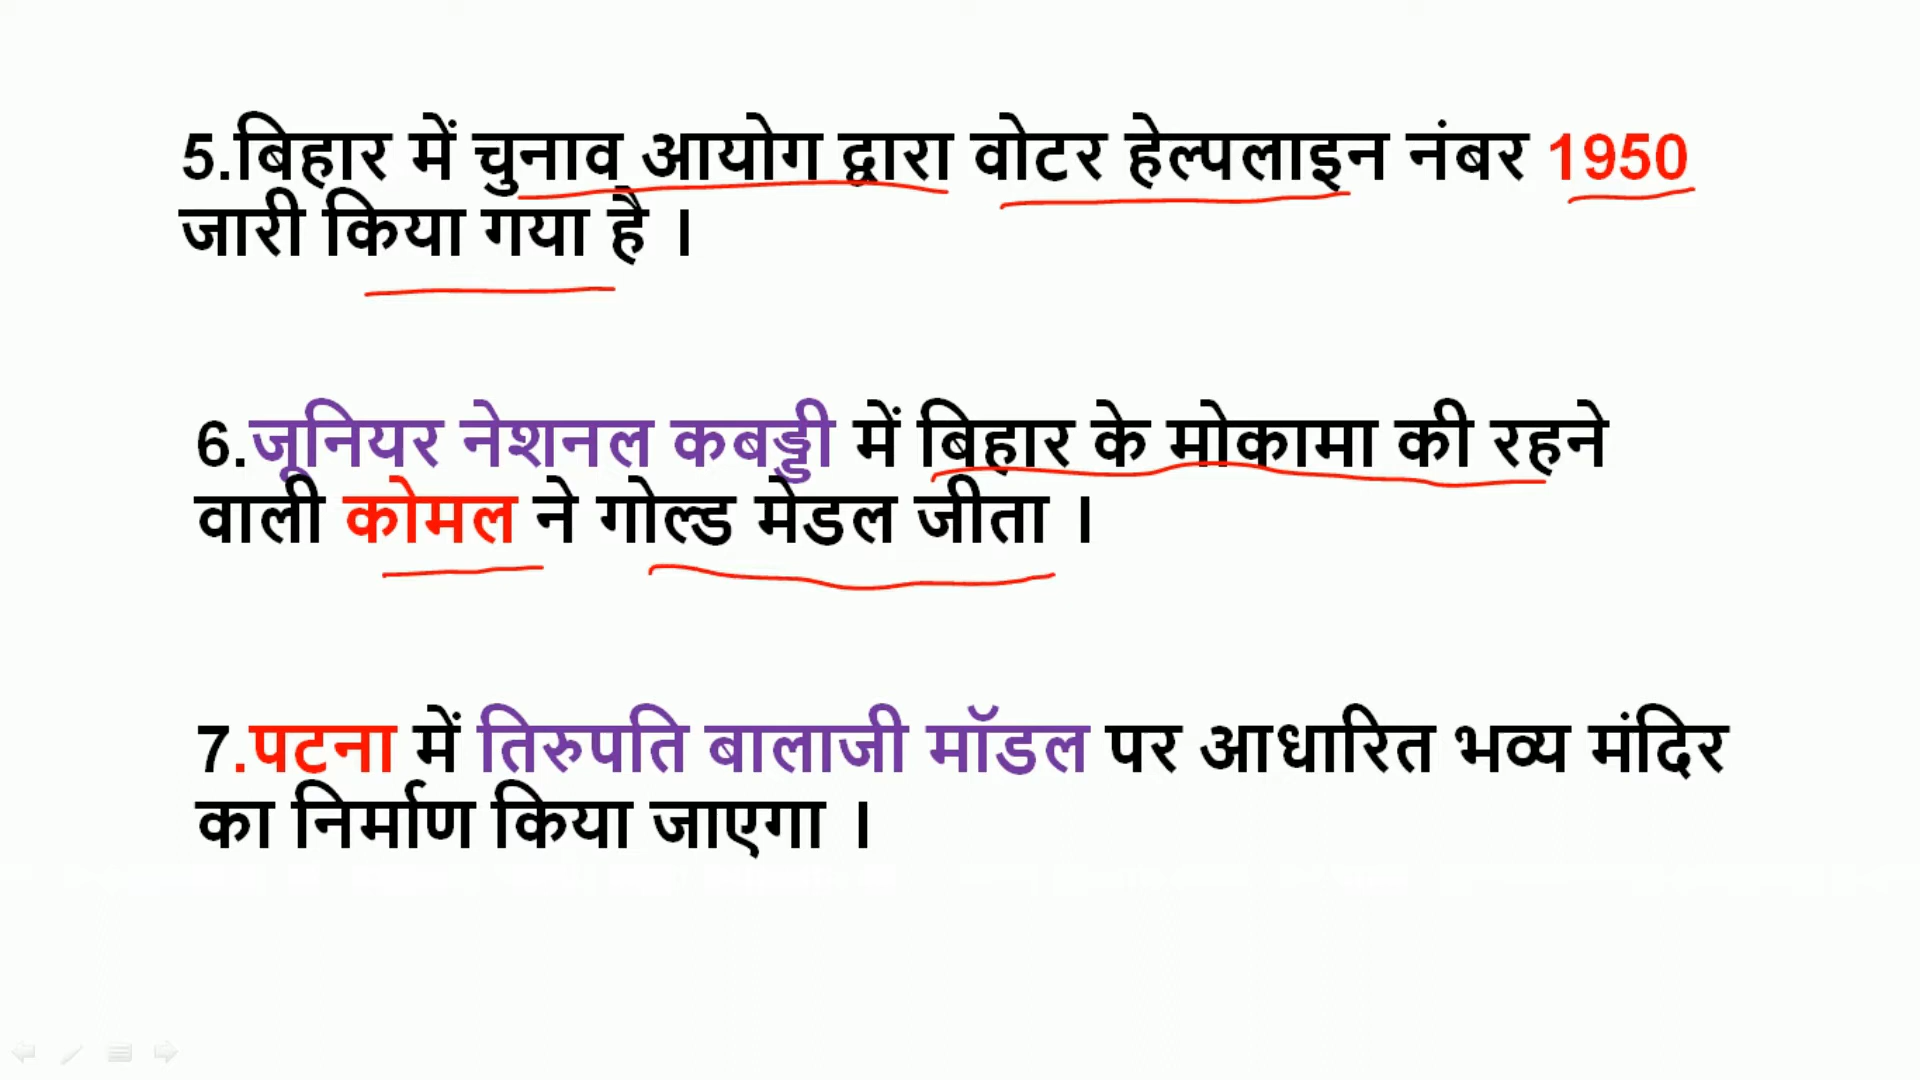 5.बिहार में चुनाव आयोग द्वारा वोटर हेल्पलाइन नंबर 1950
जारी किया गया है ।
6.जूनियर नेशनल कबड्डी में बिहार के मोकामा की रहने
वाली कोमल ने गोल्ड मेडल जीता ।
7.पटना में तिरुपति बालाजी मॉडल पर आधारित भव्य मंदिर
का निर्माण किया जाएगा ।